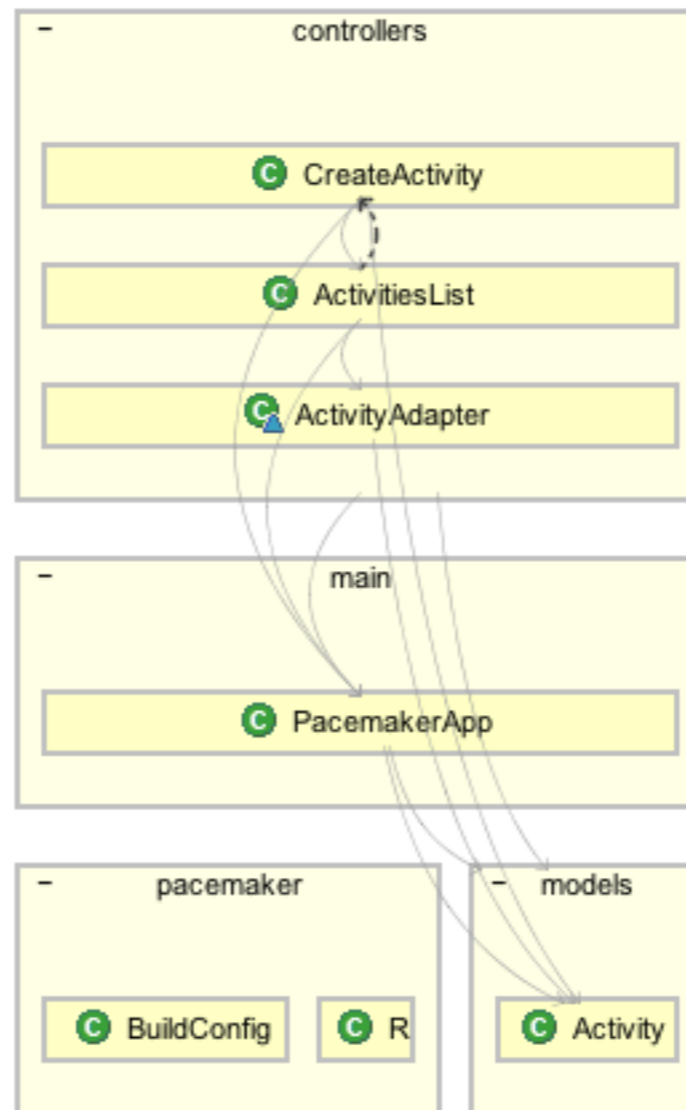 – controllers
C CreateActivity
C ActivitiesList
C ActivityAdapter
– main
C PacemakerApp
– pacemaker
– models
C BuildConfig
C R
C Activity